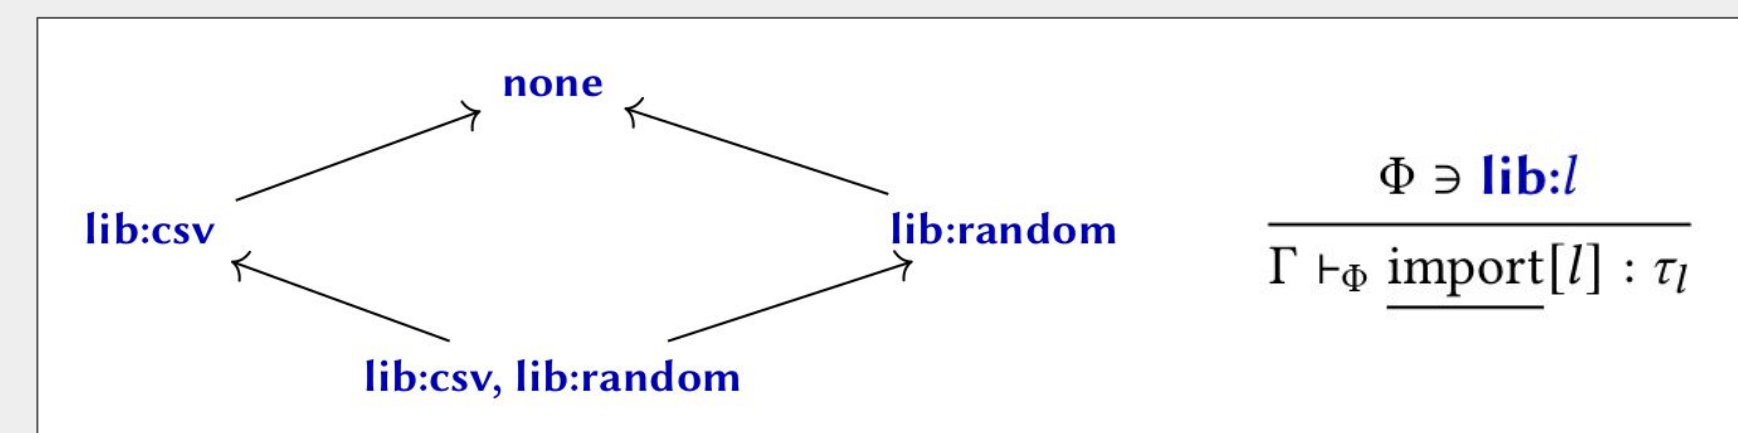 none
lib:csv
lib:random
lib:csv, lib:random
Φ ∋ lib:l
Γ ⊢Φ import[l] : τl